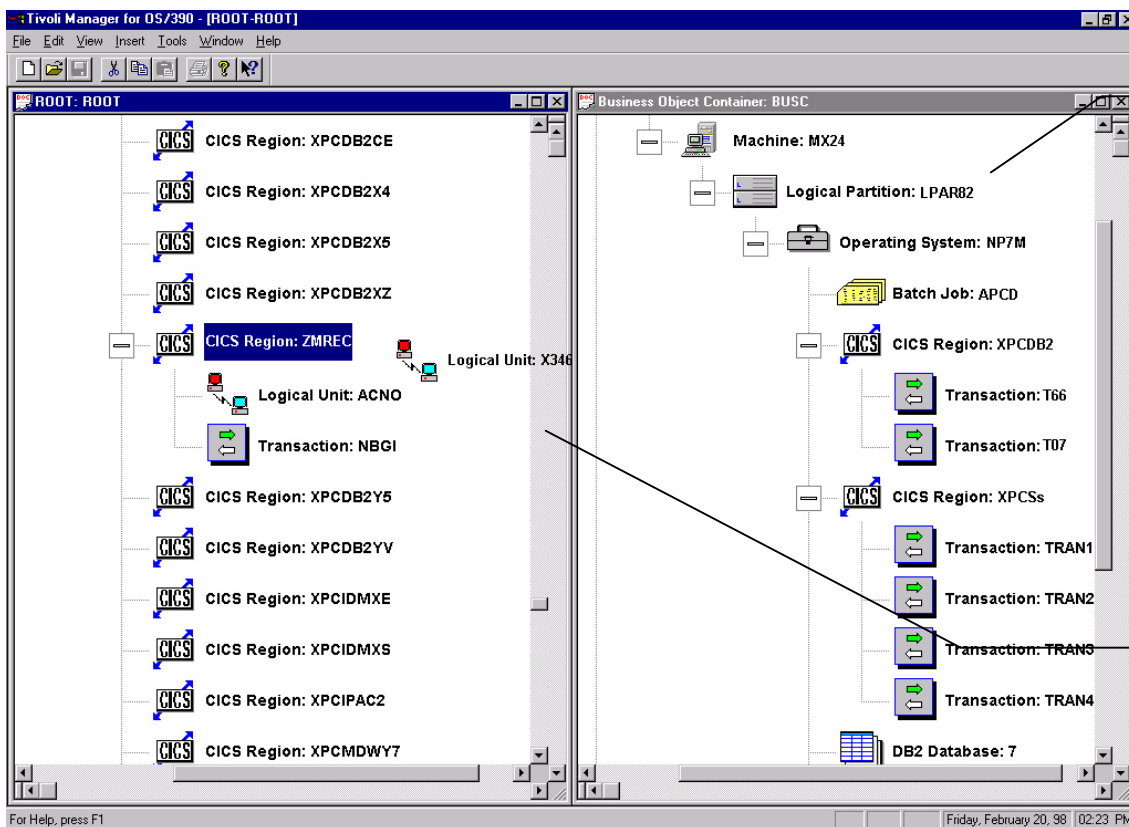 Tivoli Manager for OS/390 - [ROOT-ROOT]
File Edit View Insert Tools Window Help
ROOT: ROOT
CICS Region: XPCDB2CE
CICS Region: XPCDB2X4
CICS Region: XPCDB2X5
CICS Region: XPCDB2XZ
CICS Region: ZMREC
Logical Unit: X346
Logical Unit: ACNO
Transaction: NBGI
CICS Region: XPCDB2Y5
CICS Region: XPCDB2YV
CICS Region: XPCIDMXE
CICS Region: XPCIDMXS
CICS Region: XPCIPAC2
CICS Region: XPCMDWY7
Business Object Container: BUSC
Machine: MX24
Logical Partition: LPAR82
Operating System: NP7M
Batch Job: APCD
CICS Region: XPCDB2
Transaction: T66
Transaction: T07
CICS Region: XPCSs
Transaction: TRAN1
Transaction: TRAN2
Transaction: TRAN3
Transaction: TRAN4
DB2 Database: 7
For Help, press F1
Friday, February 20, 98 02:23 PM